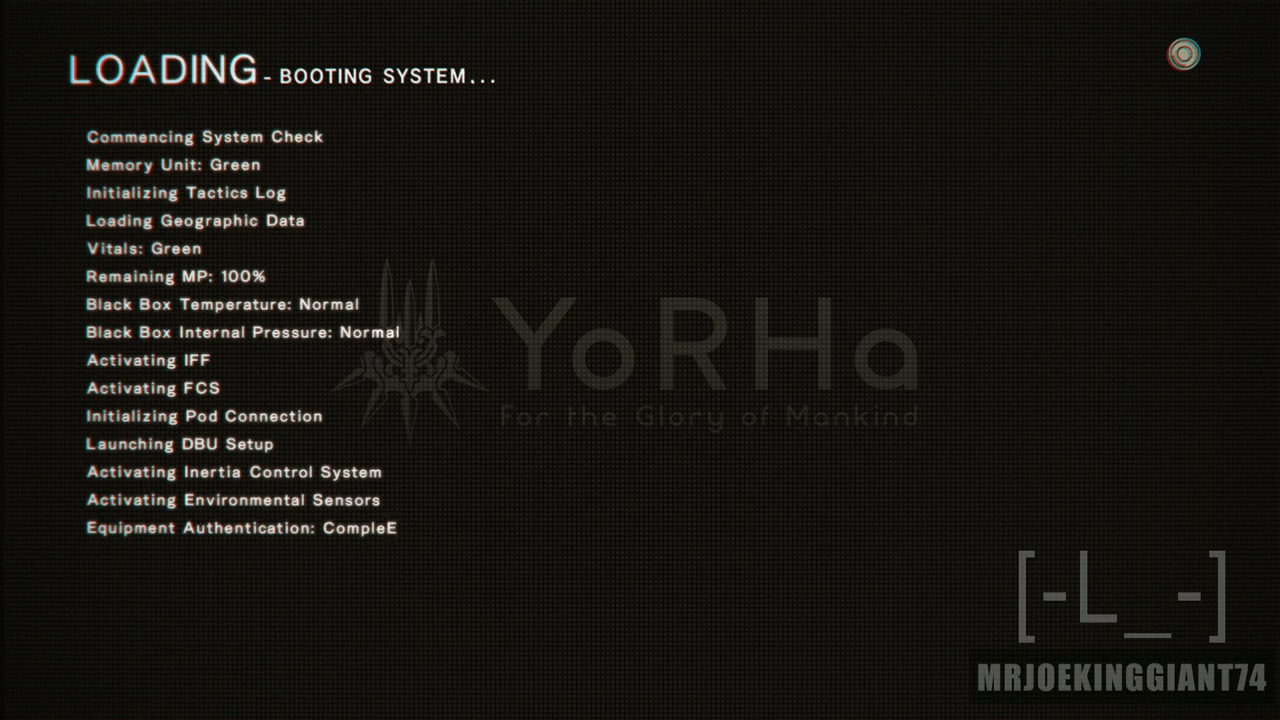 LOADING - BOOTING SYSTEM...
Commencing System Check
Memory Unit: Green
Initializing Tactics Log
Loading Geographic Data
Vitals: Green
Remaining MP: 100%
Black Box Temperature: Normal
Black Box Internal Pressure: Normal
Activating IFF
Activating FCS
Initializing Pod Connection
Launching DBU Setup
Activating Inertia Control System
Activating Environmental Sensors
Equipment Authentication: CompleE
YoRHa
For the Glory of Mankind
[-L_-]
MRJOEKINGGIANT74